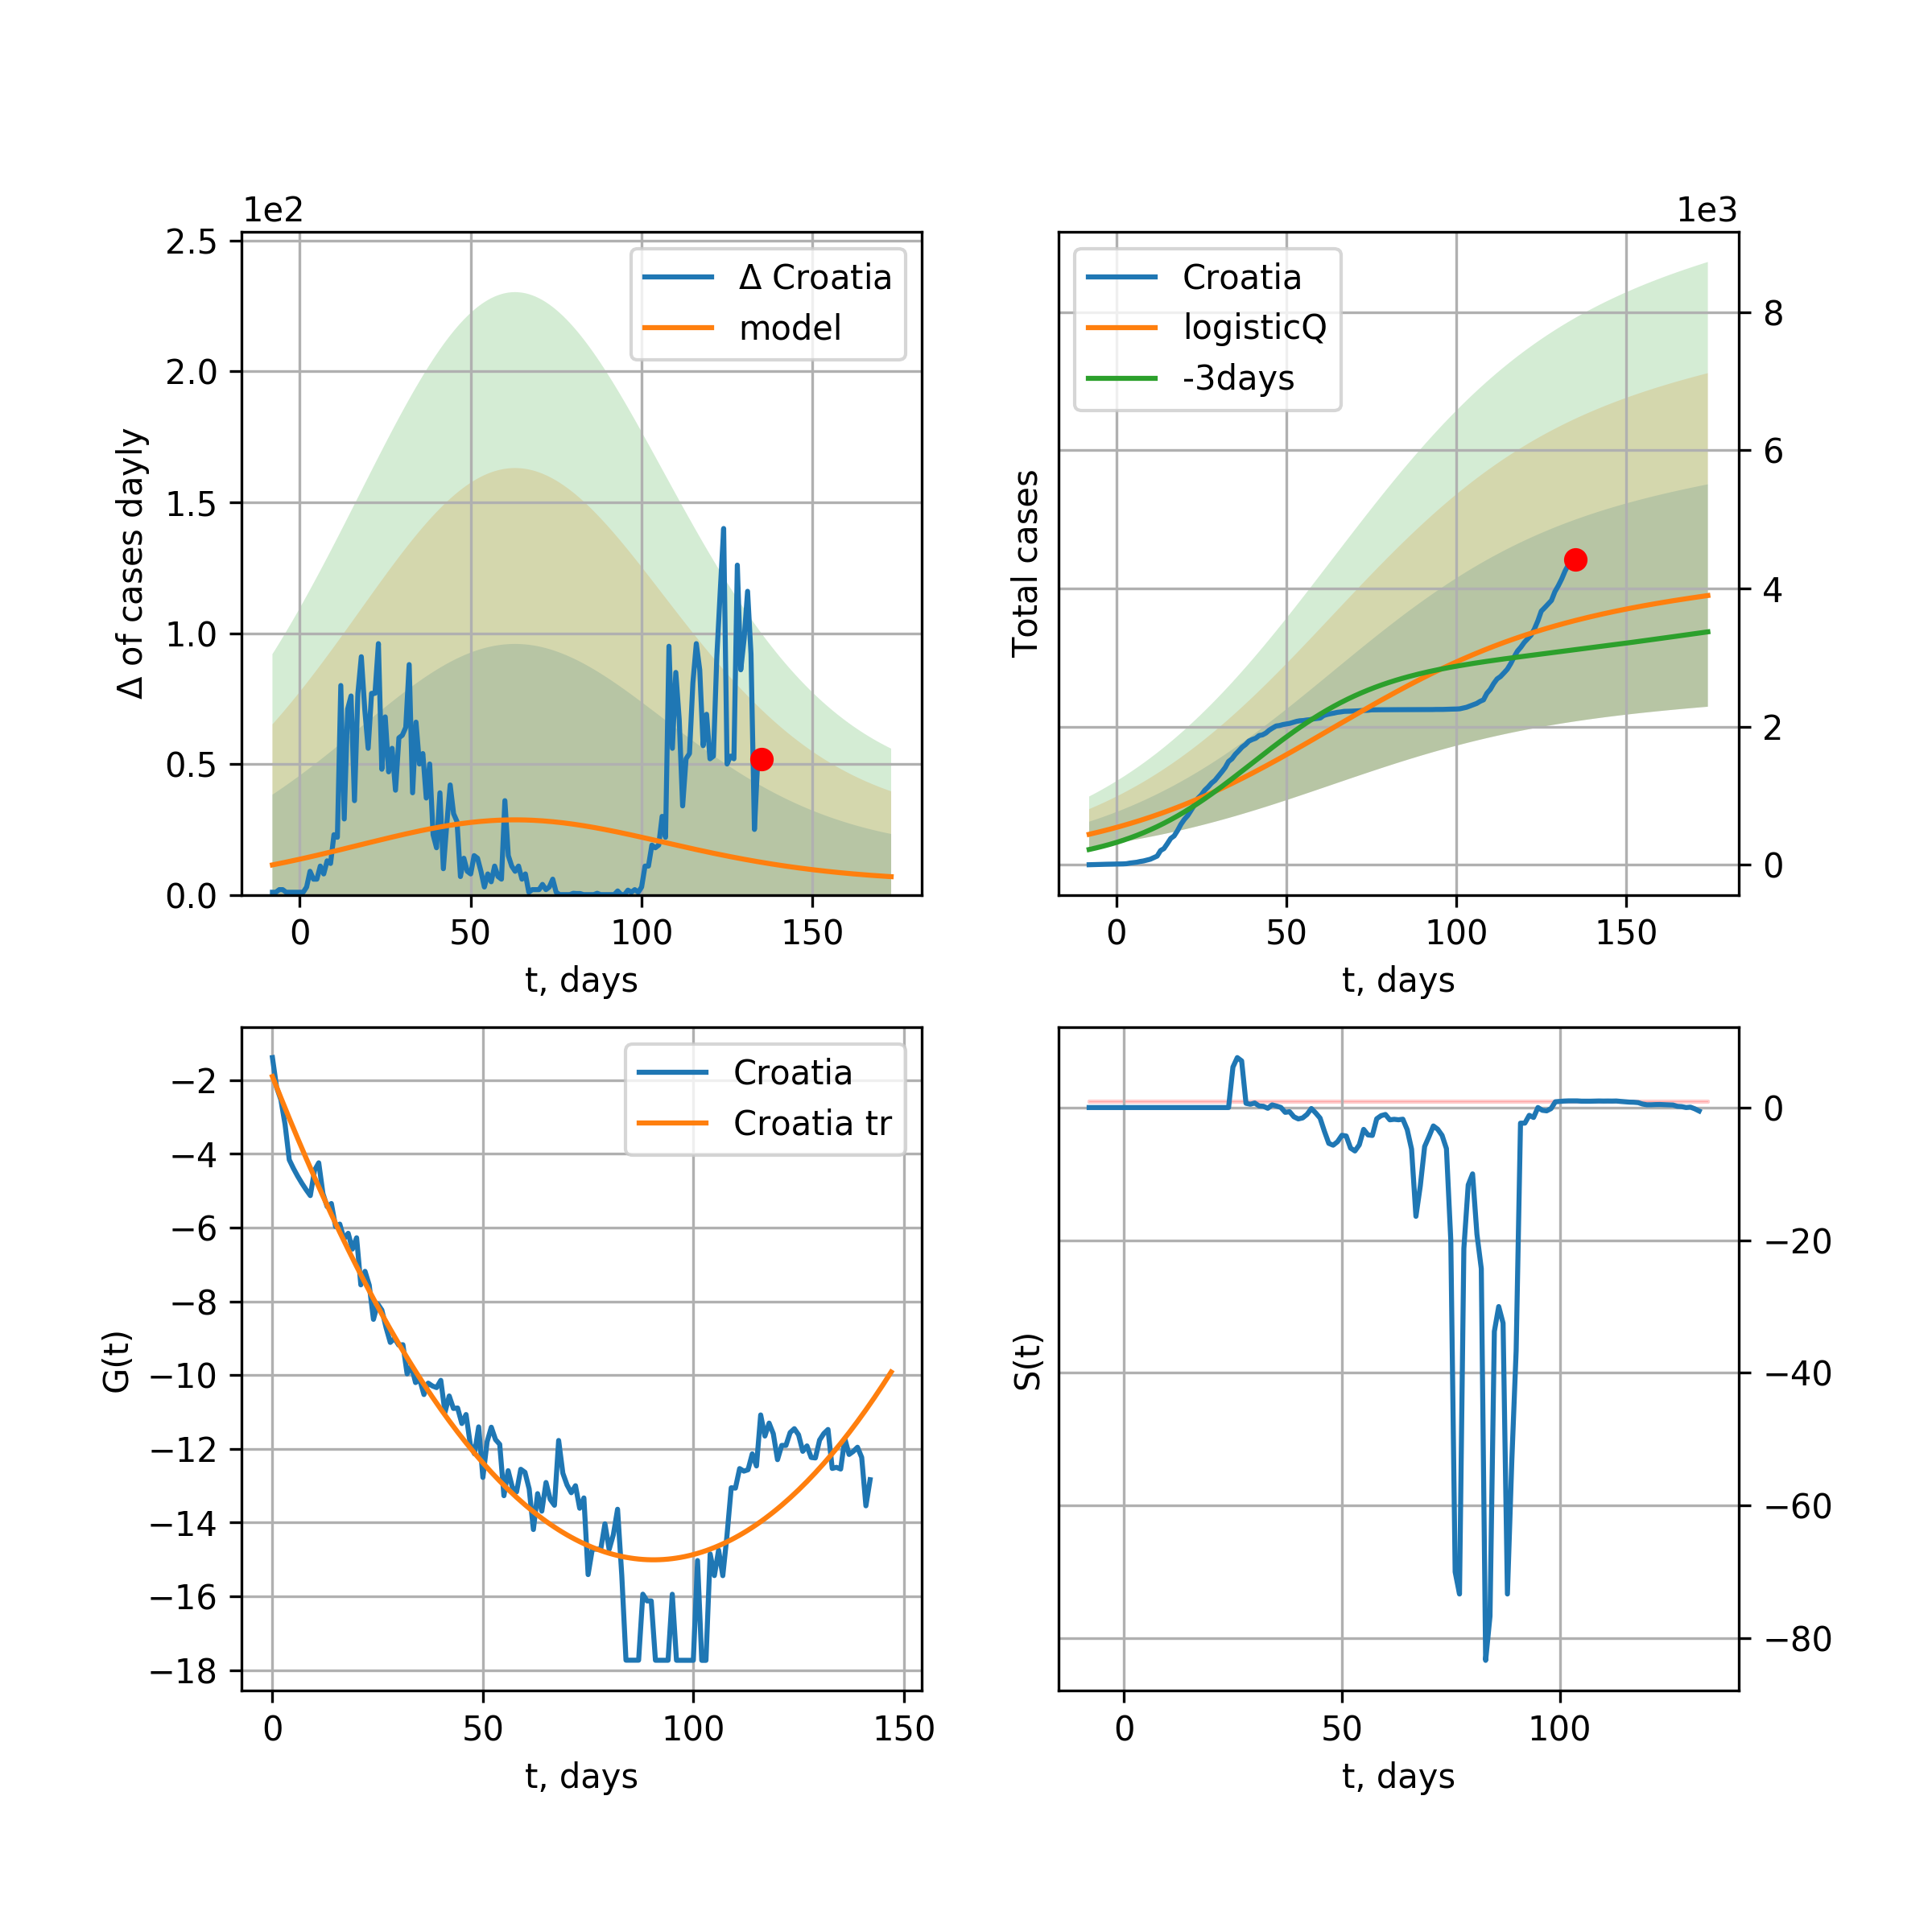 1e2
2.5
2.0
1.5
1.0
0.5
0.0
Δ of cases dayly
Δ Croatia
model
0 50 100 150
t, days
1e3
Croatia
logisticQ
-3days
Total cases
8
6
4
2
0
0 50 100 150
t, days
−2
−4
−6
−8
−10
−12
−14
−16
−18
G(t)
Croatia
Croatia tr
0 50 100 150
t, days
S(t)
0
−20
−40
−60
−80
0 50 100
t, days